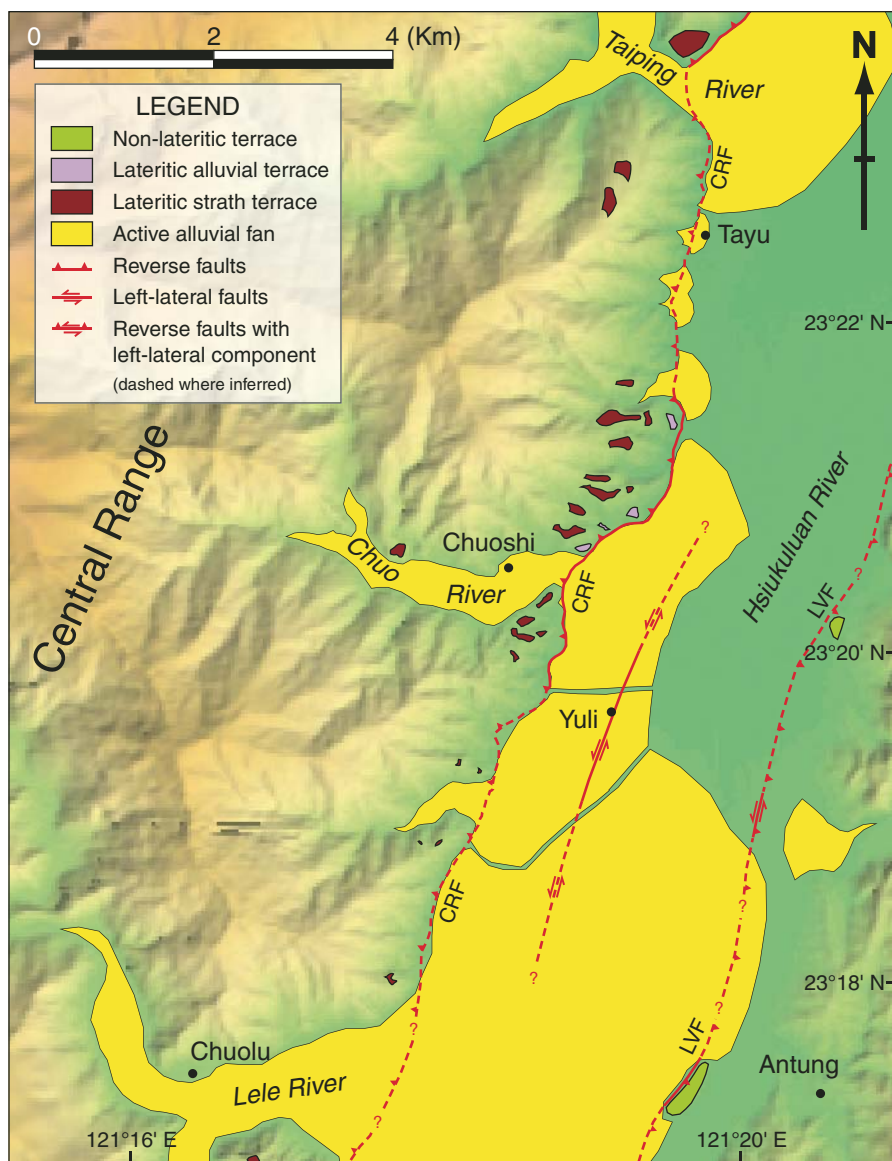 0 2 4 (Km)
LEGEND
Non-lateritic terrace
Lateritic alluvial terrace
Lateritic strath terrace
Active alluvial fan
Reverse faults
Left-lateral faults
Reverse faults with
left-lateral component
(dashed where inferred)
Taiping
River
N
CRF
Tayu
23°22' N
Central Range
Hsiukuluan River
?
Chuoshi
Chuo
River
CRF
?
LVF
23°20' N
Yuli
?
CRF
?
23°18' N
?
?
LVF
Antung
Chuolu
Lele River
?
?
121°16' E
121°20' E